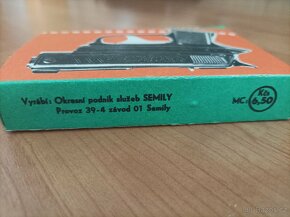 Vyrábí: Okresní podnik služeb SEMILY
Provoz 39-4 závod 01 Semily
MC:
Kčs
6,50